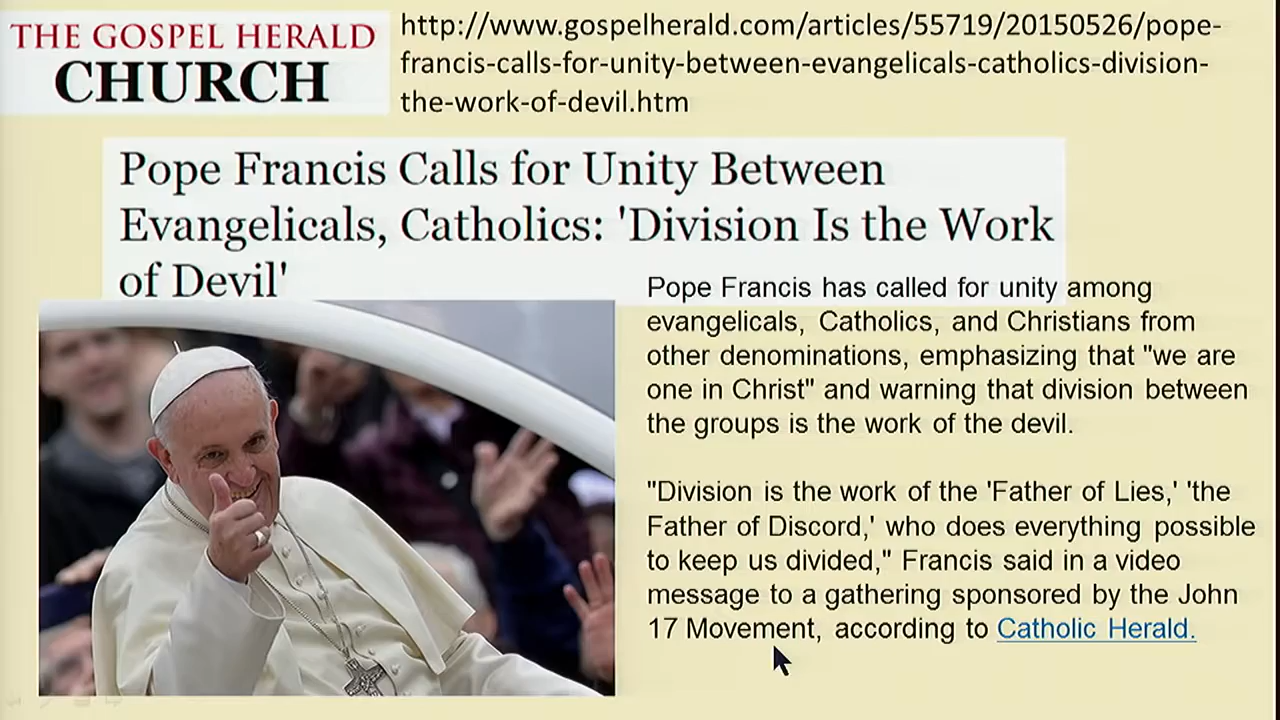 THE GOSPEL HERALD
CHURCH
http://www.gospelherald.com/articles/55719/20150526/pope-
francis-calls-for-unity-between-evangelicals-catholics-division-
the-work-of-devil.htm
Pope Francis Calls for Unity Between
Evangelicals, Catholics: 'Division Is the Work
of Devil'
Pope Francis has called for unity among
evangelicals, Catholics, and Christians from
other denominations, emphasizing that "we are
one in Christ" and warning that division between
the groups is the work of the devil.
"Division is the work of the 'Father of Lies,' 'the
Father of Discord,' who does everything possible
to keep us divided," Francis said in a video
message to a gathering sponsored by the John
17 Movement, according to Catholic Herald.